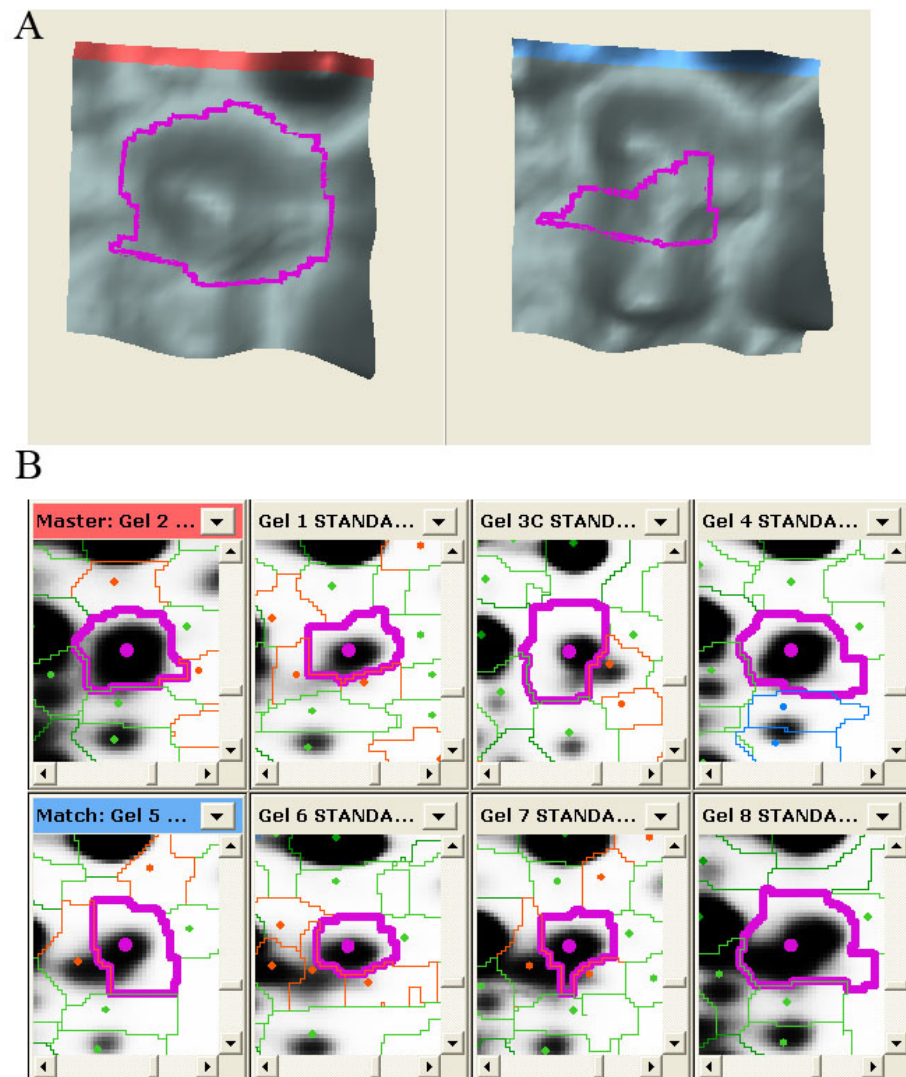 A
B
Master: Gel 2 ...
Gel 1 STANDA...
Gel 3C STAND...
Gel 4 STANDA...
Match: Gel 5 ...
Gel 6 STANDA...
Gel 7 STANDA...
Gel 8 STANDA...